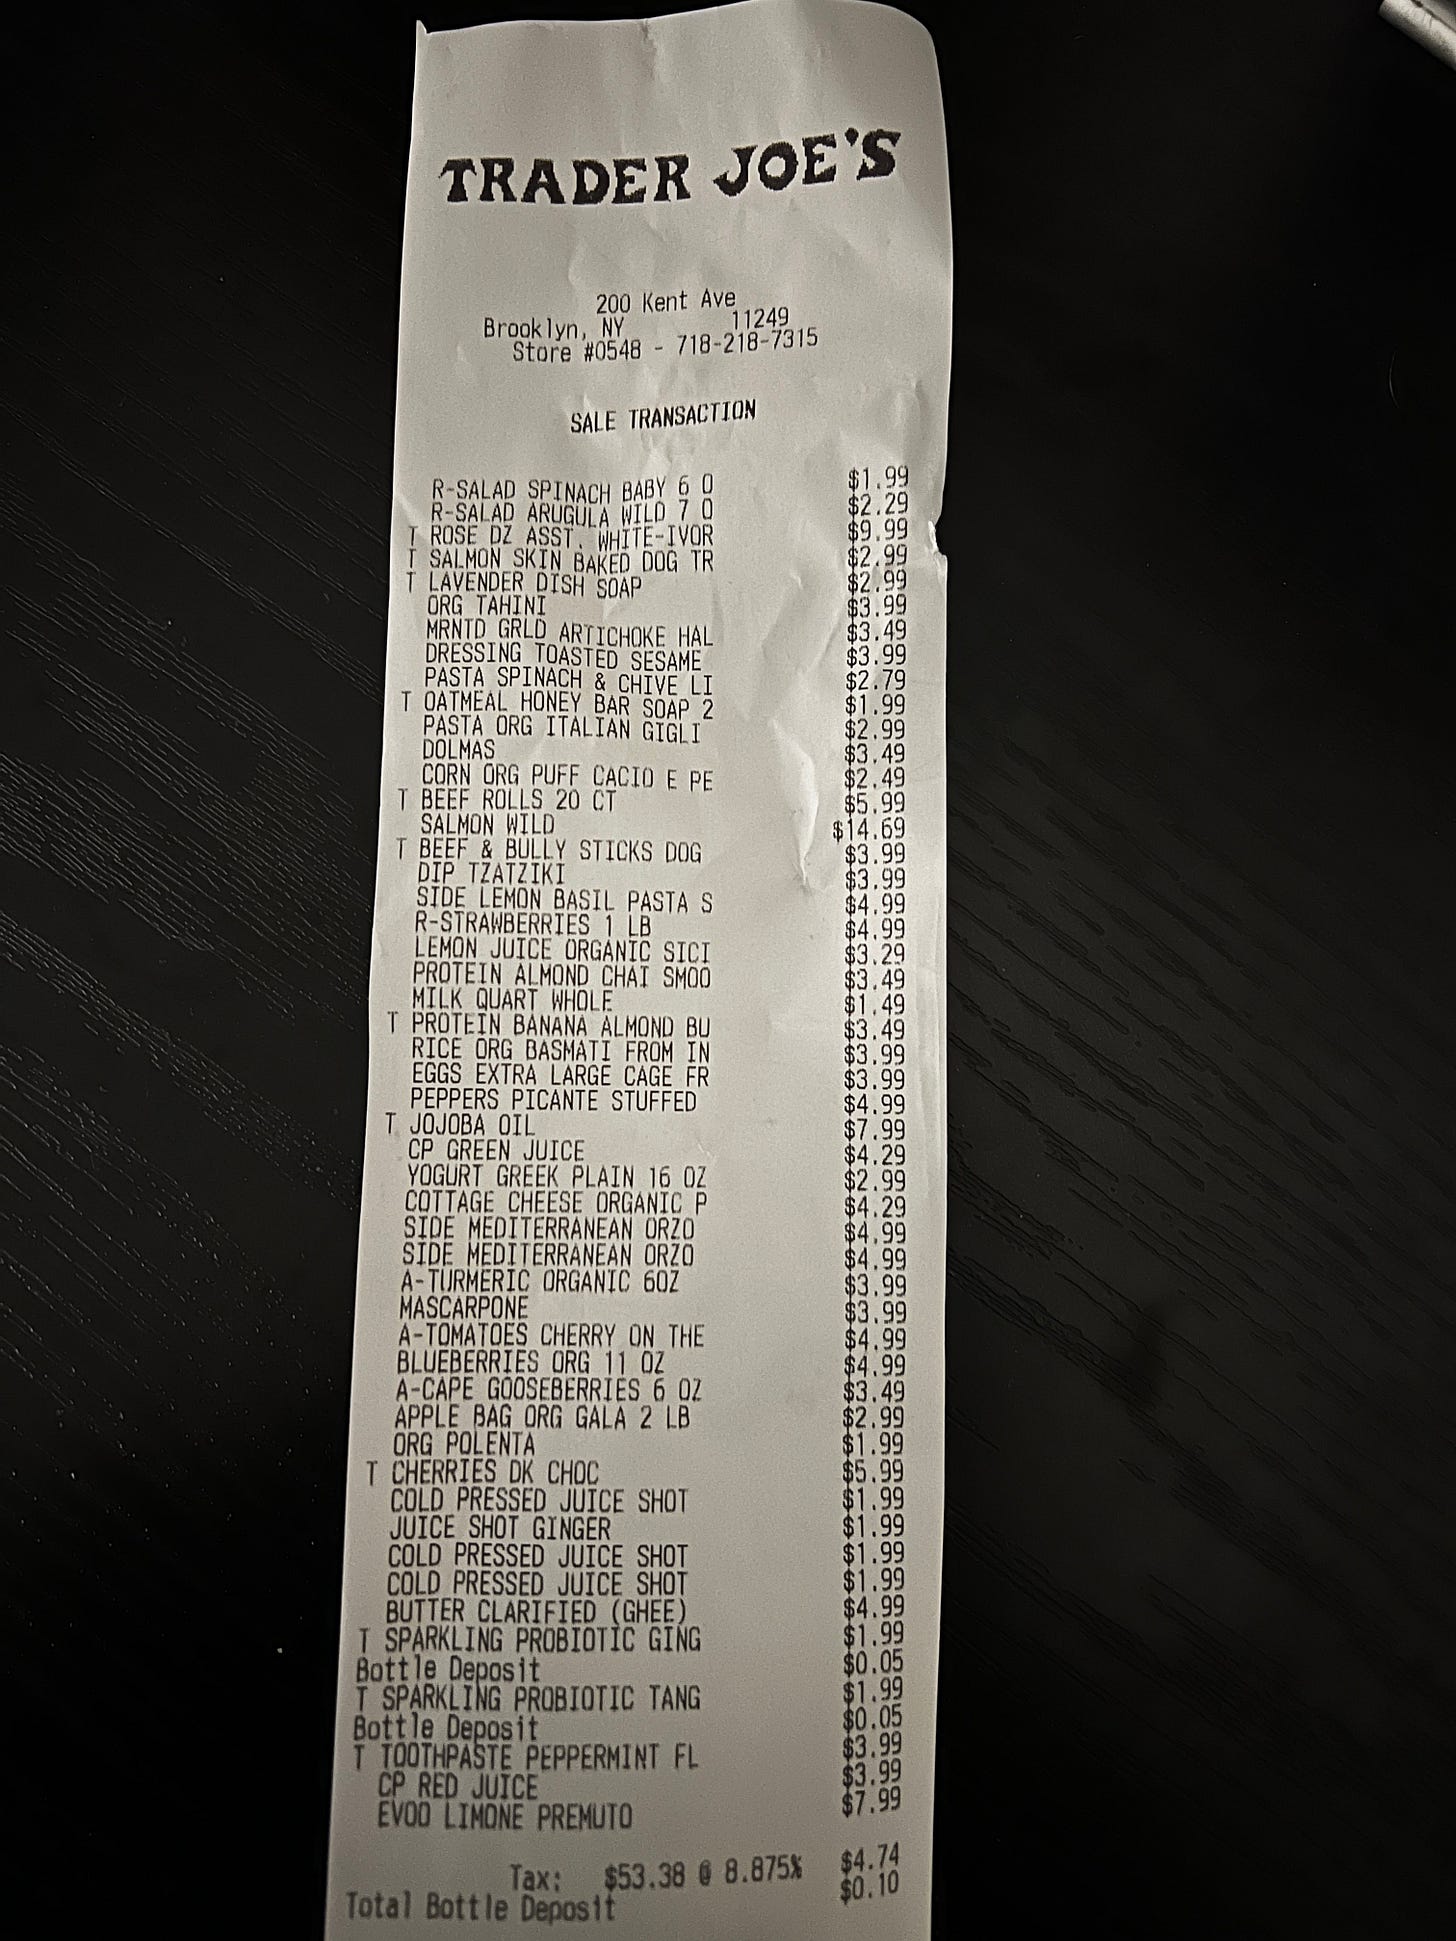 TRADER JOE'S
200 Kent Ave
Brooklyn, NY 11249
Store #0548 - 718-218-7315
SALE TRANSACTION
R-SALAD SPINACH BABY 6 O $1.99
R-SALAD ARUGULA WILD 7 O $2.29
T ROSE DZ ASST. WHITE-IVOR $9.99
T SALMON SKIN BAKED DOG TR $2.99
T LAVENDER DISH SOAP $2.99
ORG TAHINI $3.99
MRNTD GRLD ARTICHOKE HAL $3.49
DRESSING TOASTED SESAME $3.99
PASTA SPINACH & CHIVE LI $2.79
T OATMEAL HONEY BAR SOAP 2 $1.99
PASTA ORG ITALIAN GIGLI $2.99
DOLMAS $3.49
CORN ORG PUFF CACIO E PE $2.49
T BEEF ROLLS 20 CT $5.99
SALMON WILD $14.69
T BEEF & BULLY STICKS DOG $3.99
DIP TZATZIKI $3.99
SIDE LEMON BASIL PASTA S $4.99
R-STRAWBERRIES 1 LB $4.99
LEMON JUICE ORGANIC SICI $3.29
PROTEIN ALMOND CHAI SMOO $3.49
MILK QUART WHOLE $1.49
T PROTEIN BANANA ALMOND BU $3.49
RICE ORG BASMATI FROM IN $3.99
EGGS EXTRA LARGE CAGE FR $3.99
PEPPERS PICANTE STUFFED $4.99
T JOJOBA OIL $7.99
CP GREEN JUICE $4.29
YOGURT GREEK PLAIN 16 OZ $2.99
COTTAGE CHEESE ORGANIC P $4.29
SIDE MEDITERRANEAN ORZO $4.99
SIDE MEDITERRANEAN ORZO $4.99
A-TURMERIC ORGANIC 6OZ $3.99
MASCARPONE $3.99
A-TOMATOES CHERRY ON THE $4.99
BLUEBERRIES ORG 11 OZ $4.99
A-CAPE GOOSEBERRIES 6 OZ $3.49
APPLE BAG ORG GALA 2 LB $2.99
ORG POLENTA $1.99
T CHERRIES DK CHOC $5.99
COLD PRESSED JUICE SHOT $1.99
JUICE SHOT GINGER $1.99
COLD PRESSED JUICE SHOT $1.99
COLD PRESSED JUICE SHOT $1.99
BUTTER CLARIFIED (GHEE) $4.99
T SPARKLING PROBIOTIC GING $1.99
Bottle Deposit $0.05
T SPARKLING PROBIOTIC TANG $1.99
Bottle Deposit $0.05
T TOOTHPASTE PEPPERMINT FL $3.99
CP RED JUICE $3.99
EVOO LIMONE PREMUTO $7.99
Tax: $53.38 @ 8.875% $4.74
Total Bottle Deposit $0.10